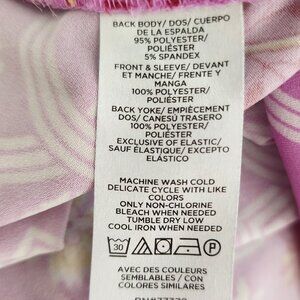 BACK BODY/ DOS/ CUERPO
DE LA ESPALDA
95% POLYESTER/
POLIÉSTER
5% SPANDEX
FRONT & SLEEVE/ DEVANT
ET MANCHE/ FRENTE Y
MANGA
100% POLYESTER/
POLIÉSTER
BACK YOKE/ EMPIÈCEMENT
DOS/ CANESÚ TRASERO
100% POLYESTER/
POLIÉSTER
EXCLUSIVE OF ELASTIC/
SAUF ÉLASTIQUE/ EXCEPTO
ELÁSTICO
MACHINE WASH COLD
DELICATE CYCLE WITH LIKE
COLORS
ONLY NON-CHLORINE
BLEACH WHEN NEEDED
TUMBLE DRY LOW
COOL IRON WHEN NEEDED
30
P
AVEC DES COULEURS
SEMBLABLES / CON
COLORES SIMILARES